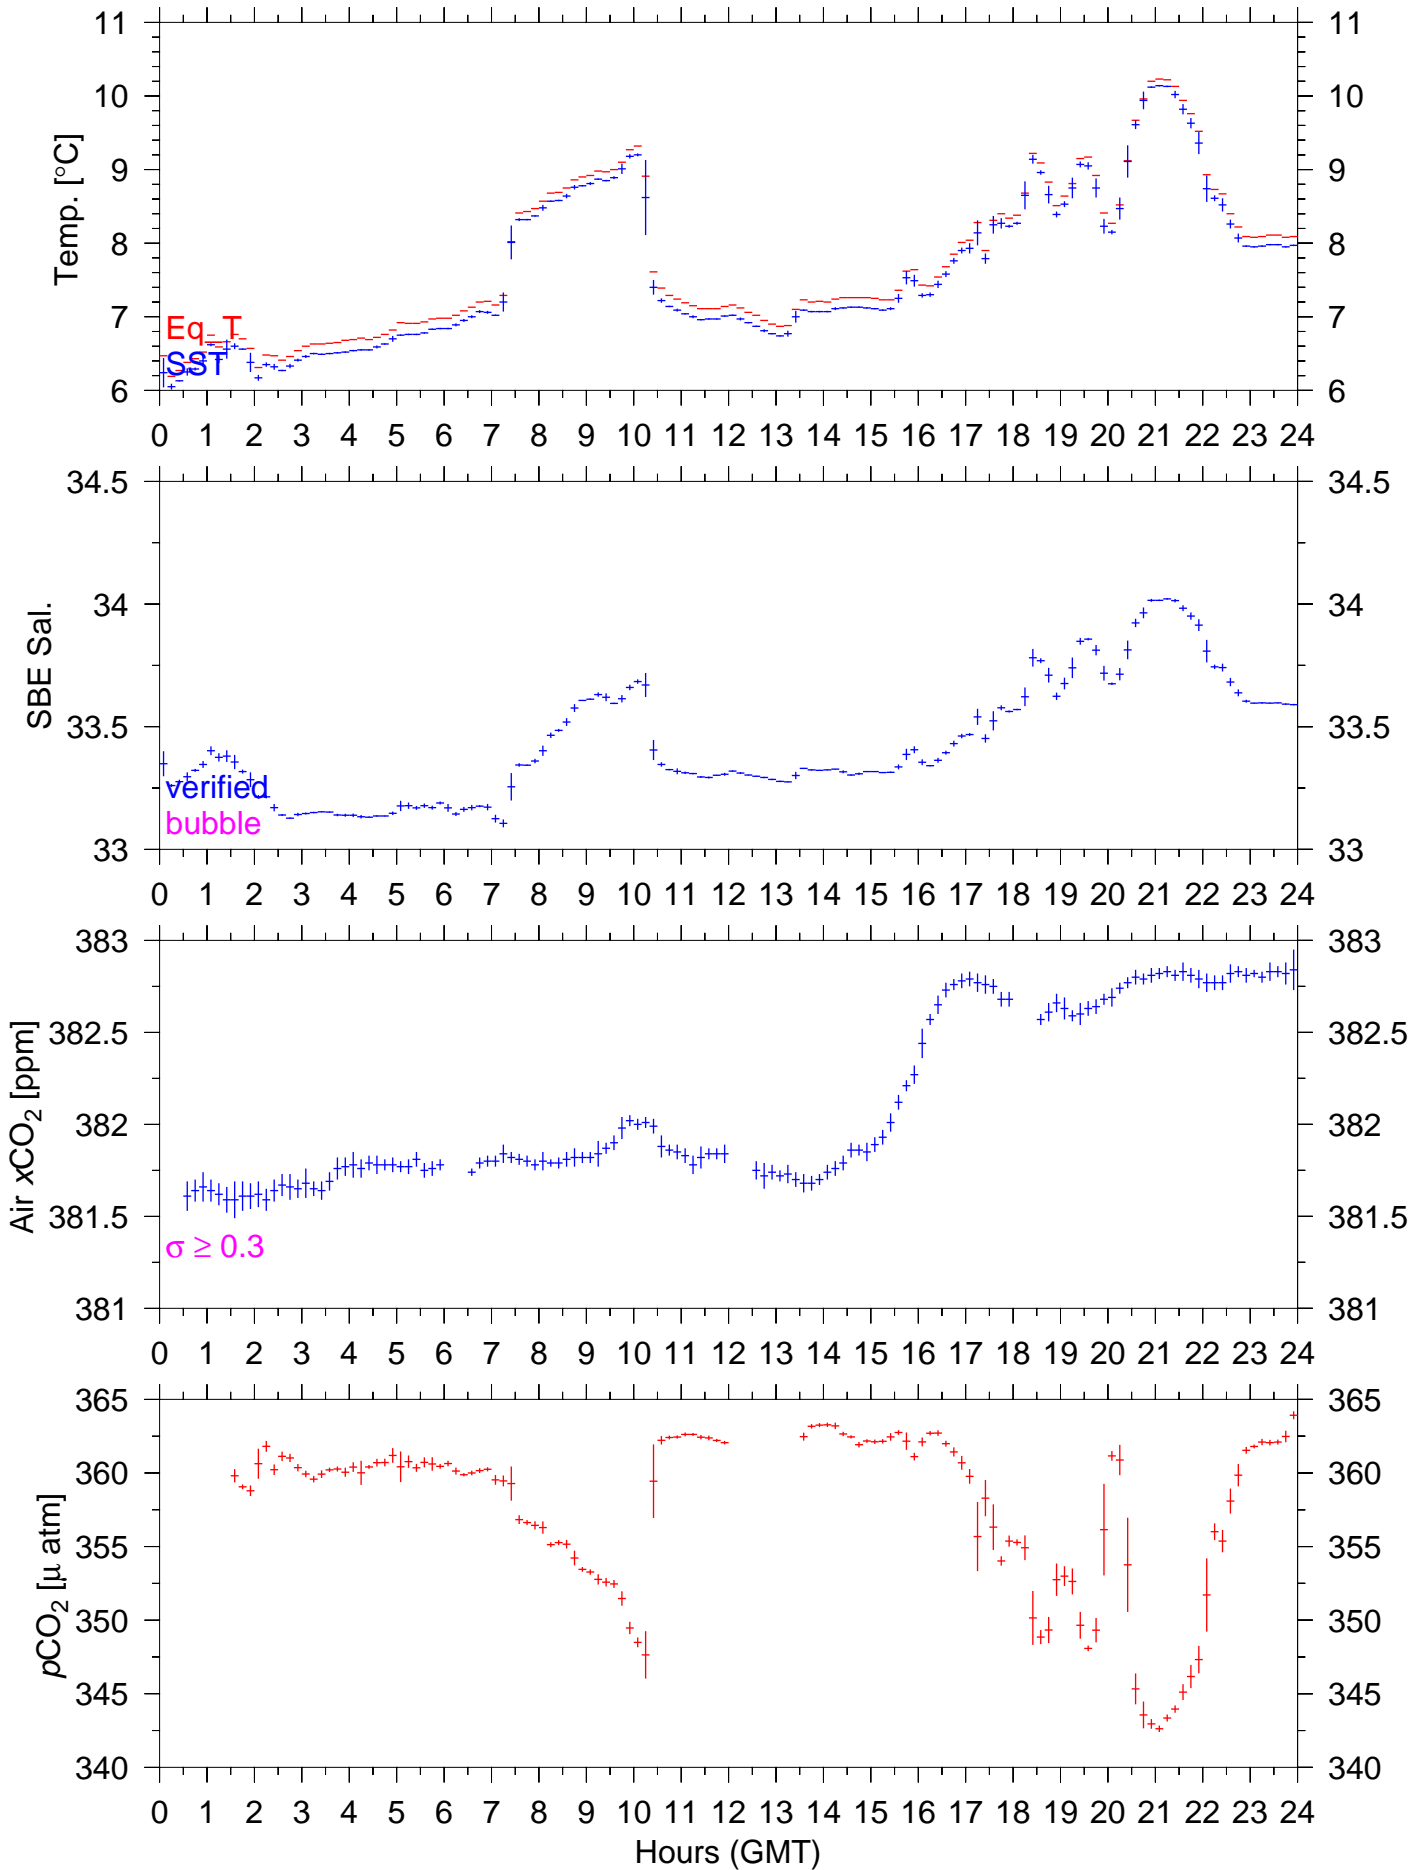 11 11
10 10
9 9
8 8
7 7
6 6
Temp. [°C]
Eq_T
SST
0 1 2 3 4 5 6 7 8 9 10 11 12 13 14 15 16 17 18 19 20 21 22 23 24
34.5 34.5
34 34
33.5 33.5
33 33
SBE Sal.
verified
bubble
0 1 2 3 4 5 6 7 8 9 10 11 12 13 14 15 16 17 18 19 20 21 22 23 24
383 383
382.5 382.5
382 382
381.5 381.5
381 381
Air xCO₂ [ppm]
σ ≥ 0.3
0 1 2 3 4 5 6 7 8 9 10 11 12 13 14 15 16 17 18 19 20 21 22 23 24
365 365
360 360
355 355
350 350
345 345
340 340
pCO₂ [μ atm]
0 1 2 3 4 5 6 7 8 9 10 11 12 13 14 15 16 17 18 19 20 21 22 23 24
Hours (GMT)